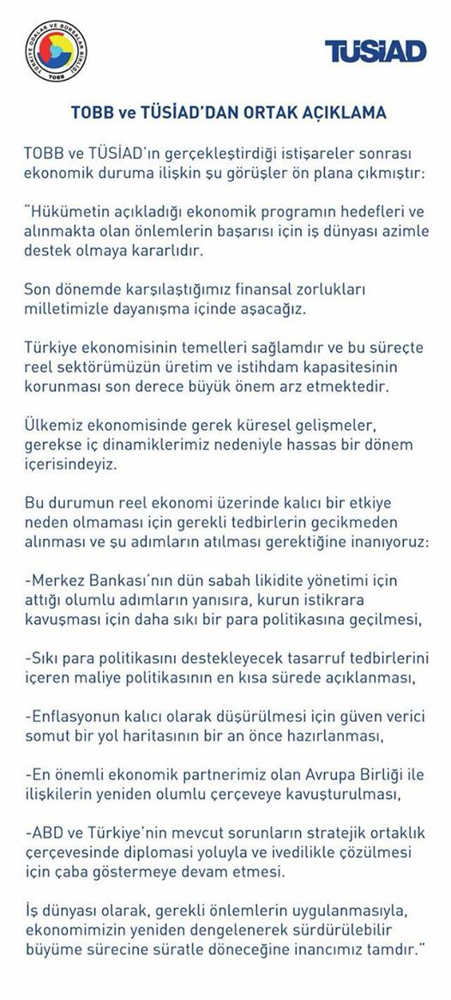 TÜRKİYE ODALAR VE BORSALAR BİRLİĞİ
TOBB
TÜSİAD
TOBB ve TÜSİAD’DAN ORTAK AÇIKLAMA
TOBB ve TÜSİAD’ın gerçekleştirdiği istişareler sonrası
ekonomik duruma ilişkin şu görüşler ön plana çıkmıştır:
“Hükümetin açıkladığı ekonomik programın hedefleri ve
alınmakta olan önlemlerin başarısı için iş dünyası azimle
destek olmaya kararlıdır.
Son dönemde karşılaştığımız finansal zorlukları
milletimizle dayanışma içinde aşacağız.
Türkiye ekonomisinin temelleri sağlamdır ve bu süreçte
reel sektörümüzün üretim ve istihdam kapasitesinin
korunması son derece büyük önem arz etmektedir.
Ülkemiz ekonomisinde gerek küresel gelişmeler,
gerekse iç dinamiklerimiz nedeniyle hassas bir dönem
içerisindeyiz.
Bu durumun reel ekonomi üzerinde kalıcı bir etkiye
neden olmaması için gerekli tedbirlerin gecikmeden
alınması ve şu adımların atılması gerektiğine inanıyoruz:
-Merkez Bankası’nın dün sabah likidite yönetimi için
attığı olumlu adımların yanısıra, kurun istikrara
kavuşması için daha sıkı bir para politikasına geçilmesi,
-Sıkı para politikasını destekleyecek tasarruf tedbirlerini
içeren maliye politikasının en kısa sürede açıklanması,
-Enflasyonun kalıcı olarak düşürülmesi için güven verici
somut bir yol haritasının bir an önce hazırlanması,
-En önemli ekonomik partnerimiz olan Avrupa Birliği ile
ilişkilerin yeniden olumlu çerçeveye kavuşturulması,
-ABD ve Türkiye’nin mevcut sorunların stratejik ortaklık
çerçevesinde diplomasi yoluyla ve ivedilikle çözülmesi
için çaba göstermeye devam etmesi.
İş dünyası olarak, gerekli önlemlerin uygulanmasıyla,
ekonomimizin yeniden dengelenerek sürdürülebilir
büyüme sürecine süratle döneceğine inancımız tamdır.”